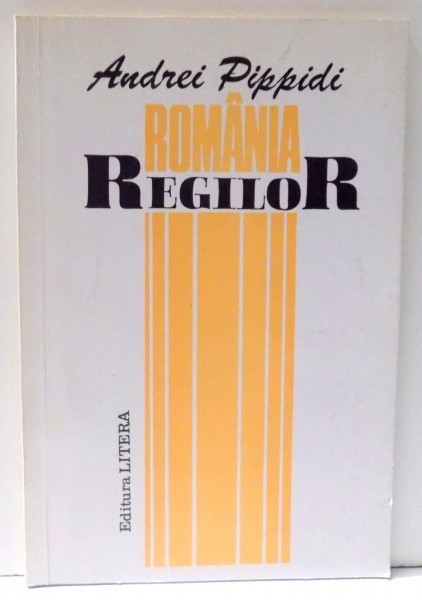 Andrei Pippidi
ROMÂNIA
REGILOR
Editura LITERA